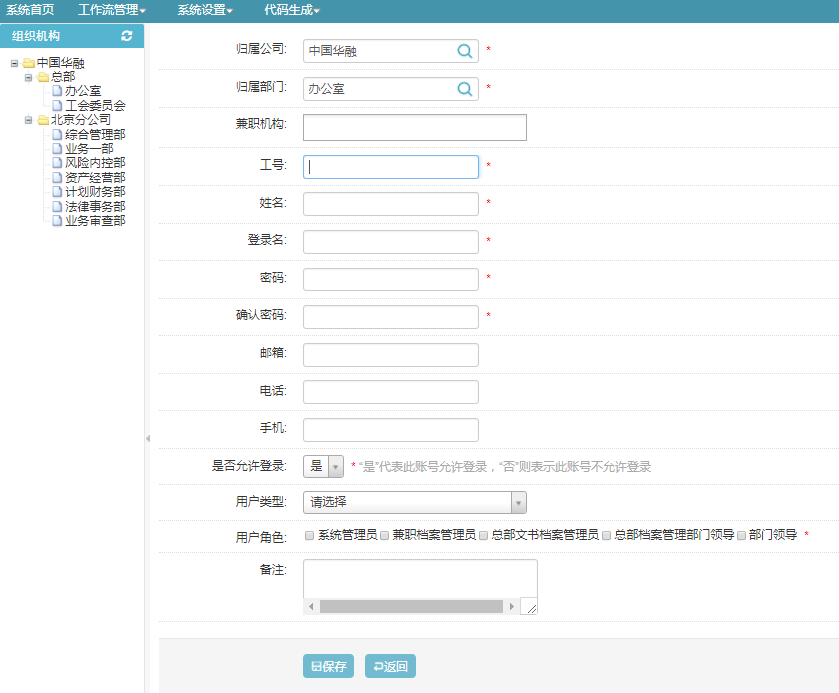 系统首页 工作流管理 系统设置 代码生成
组织机构
中国华融
总部
办公室
工会委员会
北京分公司
综合管理部
业务一部
风险内控部
资产经营部
计划财务部
法律事务部
业务审查部
归属公司: 中国华融 *
归属部门: 办公室 *
兼职机构:
工号: *
姓名: *
登录名: *
密码: *
确认密码: *
邮箱:
电话:
手机:
是否允许登录: 是 * “是”代表此账号允许登录，“否”则表示此账号不允许登录
用户类型: 请选择
用户角色: 系统管理员 兼职档案管理员 总部文书档案管理员 总部档案管理部门领导 部门领导 *
备注:
保存 返回